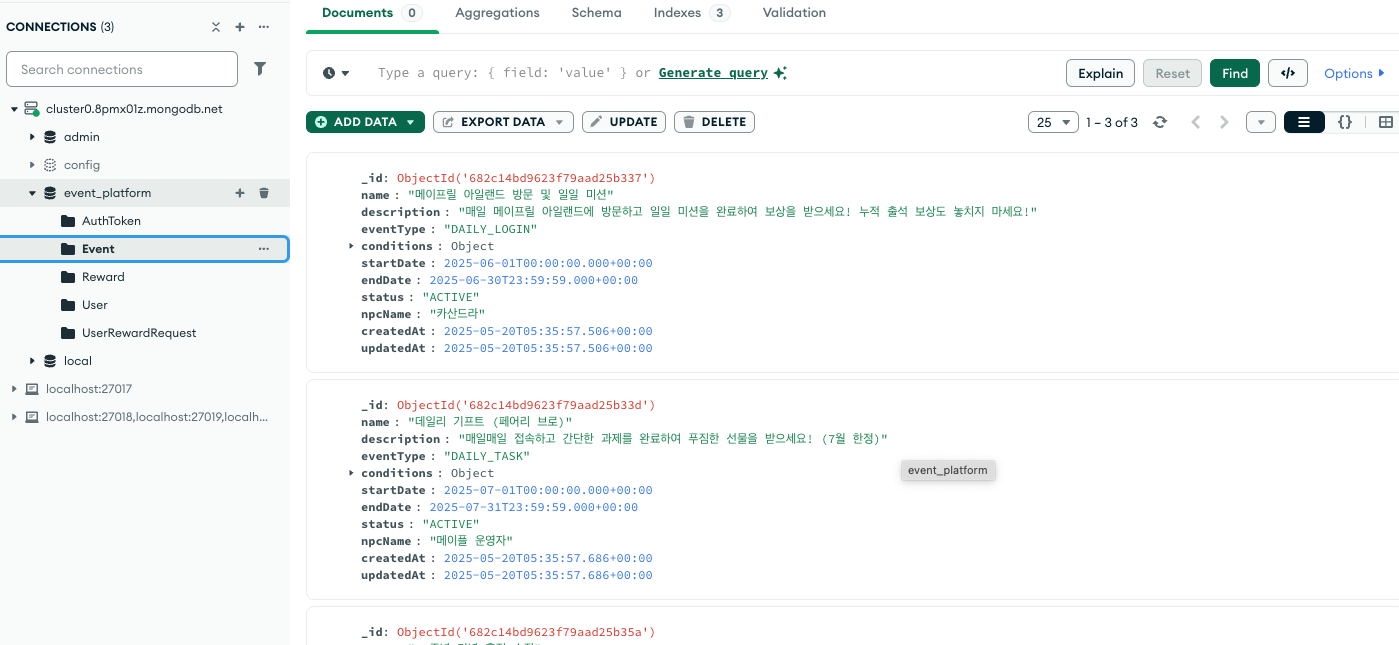 CONNECTIONS (3)
Search connections
cluster0.8pmx01z.mongodb.net
admin
config
event_platform
AuthToken
Event
Reward
User
UserRewardRequest
local
localhost:27017
localhost:27018,localhost:27019,localh...
Documents 0 Aggregations Schema Indexes 3 Validation
Type a query: { field: 'value' } or Generate query
Explain Reset Find </> Options
ADD DATA EXPORT DATA UPDATE DELETE
25 1 – 3 of 3 {}
_id: ObjectId('682c14bd9623f79aad25b337')
name : "메이프릴 아일랜드 방문 및 일일 미션"
description : "매일 메이프릴 아일랜드에 방문하고 일일 미션을 완료하여 보상을 받으세요! 누적 출석 보상도 놓치지 마세요!"
eventType : "DAILY_LOGIN"
conditions : Object
startDate : 2025-06-01T00:00:00.000+00:00
endDate : 2025-06-30T23:59:59.000+00:00
status : "ACTIVE"
npcName : "카산드라"
createdAt : 2025-05-20T05:35:57.506+00:00
updatedAt : 2025-05-20T05:35:57.506+00:00
_id: ObjectId('682c14bd9623f79aad25b33d')
name : "데일리 기프트 (페어리 브로)"
description : "매일매일 접속하고 간단한 과제를 완료하여 푸짐한 선물을 받으세요! (7월 한정)"
eventType : "DAILY_TASK"
conditions : Object
startDate : 2025-07-01T00:00:00.000+00:00
endDate : 2025-07-31T23:59:59.000+00:00
status : "ACTIVE"
npcName : "메이플 운영자"
createdAt : 2025-05-20T05:35:57.686+00:00
updatedAt : 2025-05-20T05:35:57.686+00:00
event_platform
_id: ObjectId('682c14bd9623f79aad25b35a')